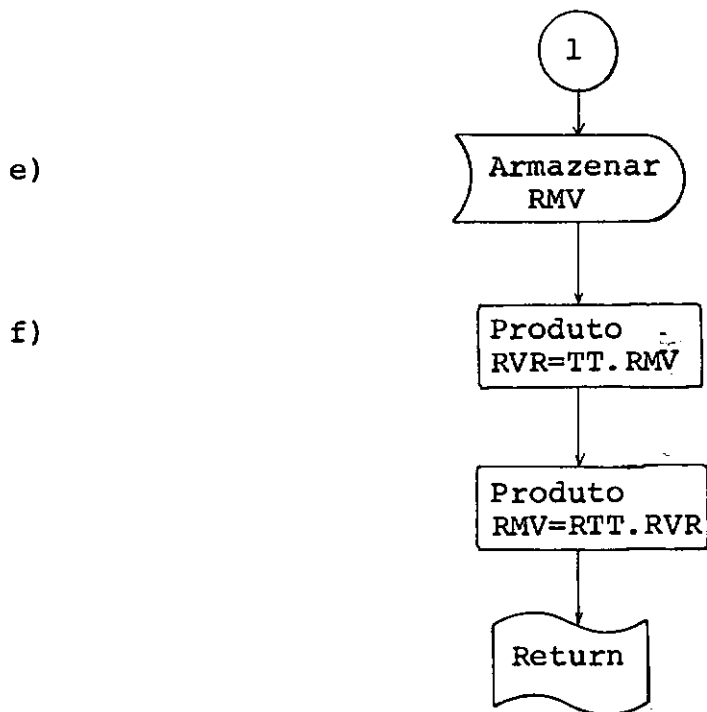 1
e)
Armazenar
RMV
f)
Produto
RVR=TT.RMV
Produto
RMV=RTT.RVR
Return